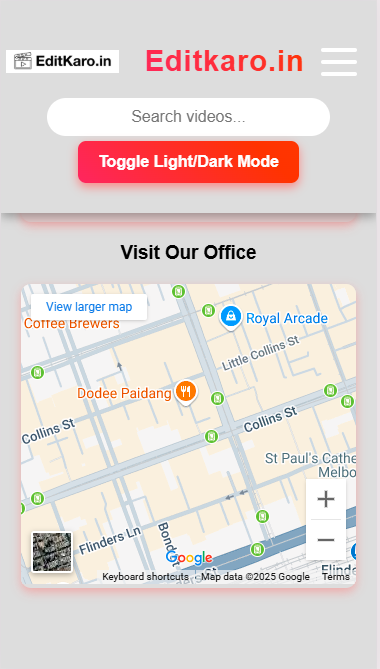 EditKaro.in
Editkaro.in
Search videos...
Toggle Light/Dark Mode
Visit Our Office
View larger map
Coffee Brewers
Royal Arcade
Little Collins St
Dodee Paidang
Collins St
Collins St
St Paul's Cathe
Melbo
Flinders Ln
Bond
Google
Flinde
Keyboard shortcuts
Map data ©2025 Google
Terms